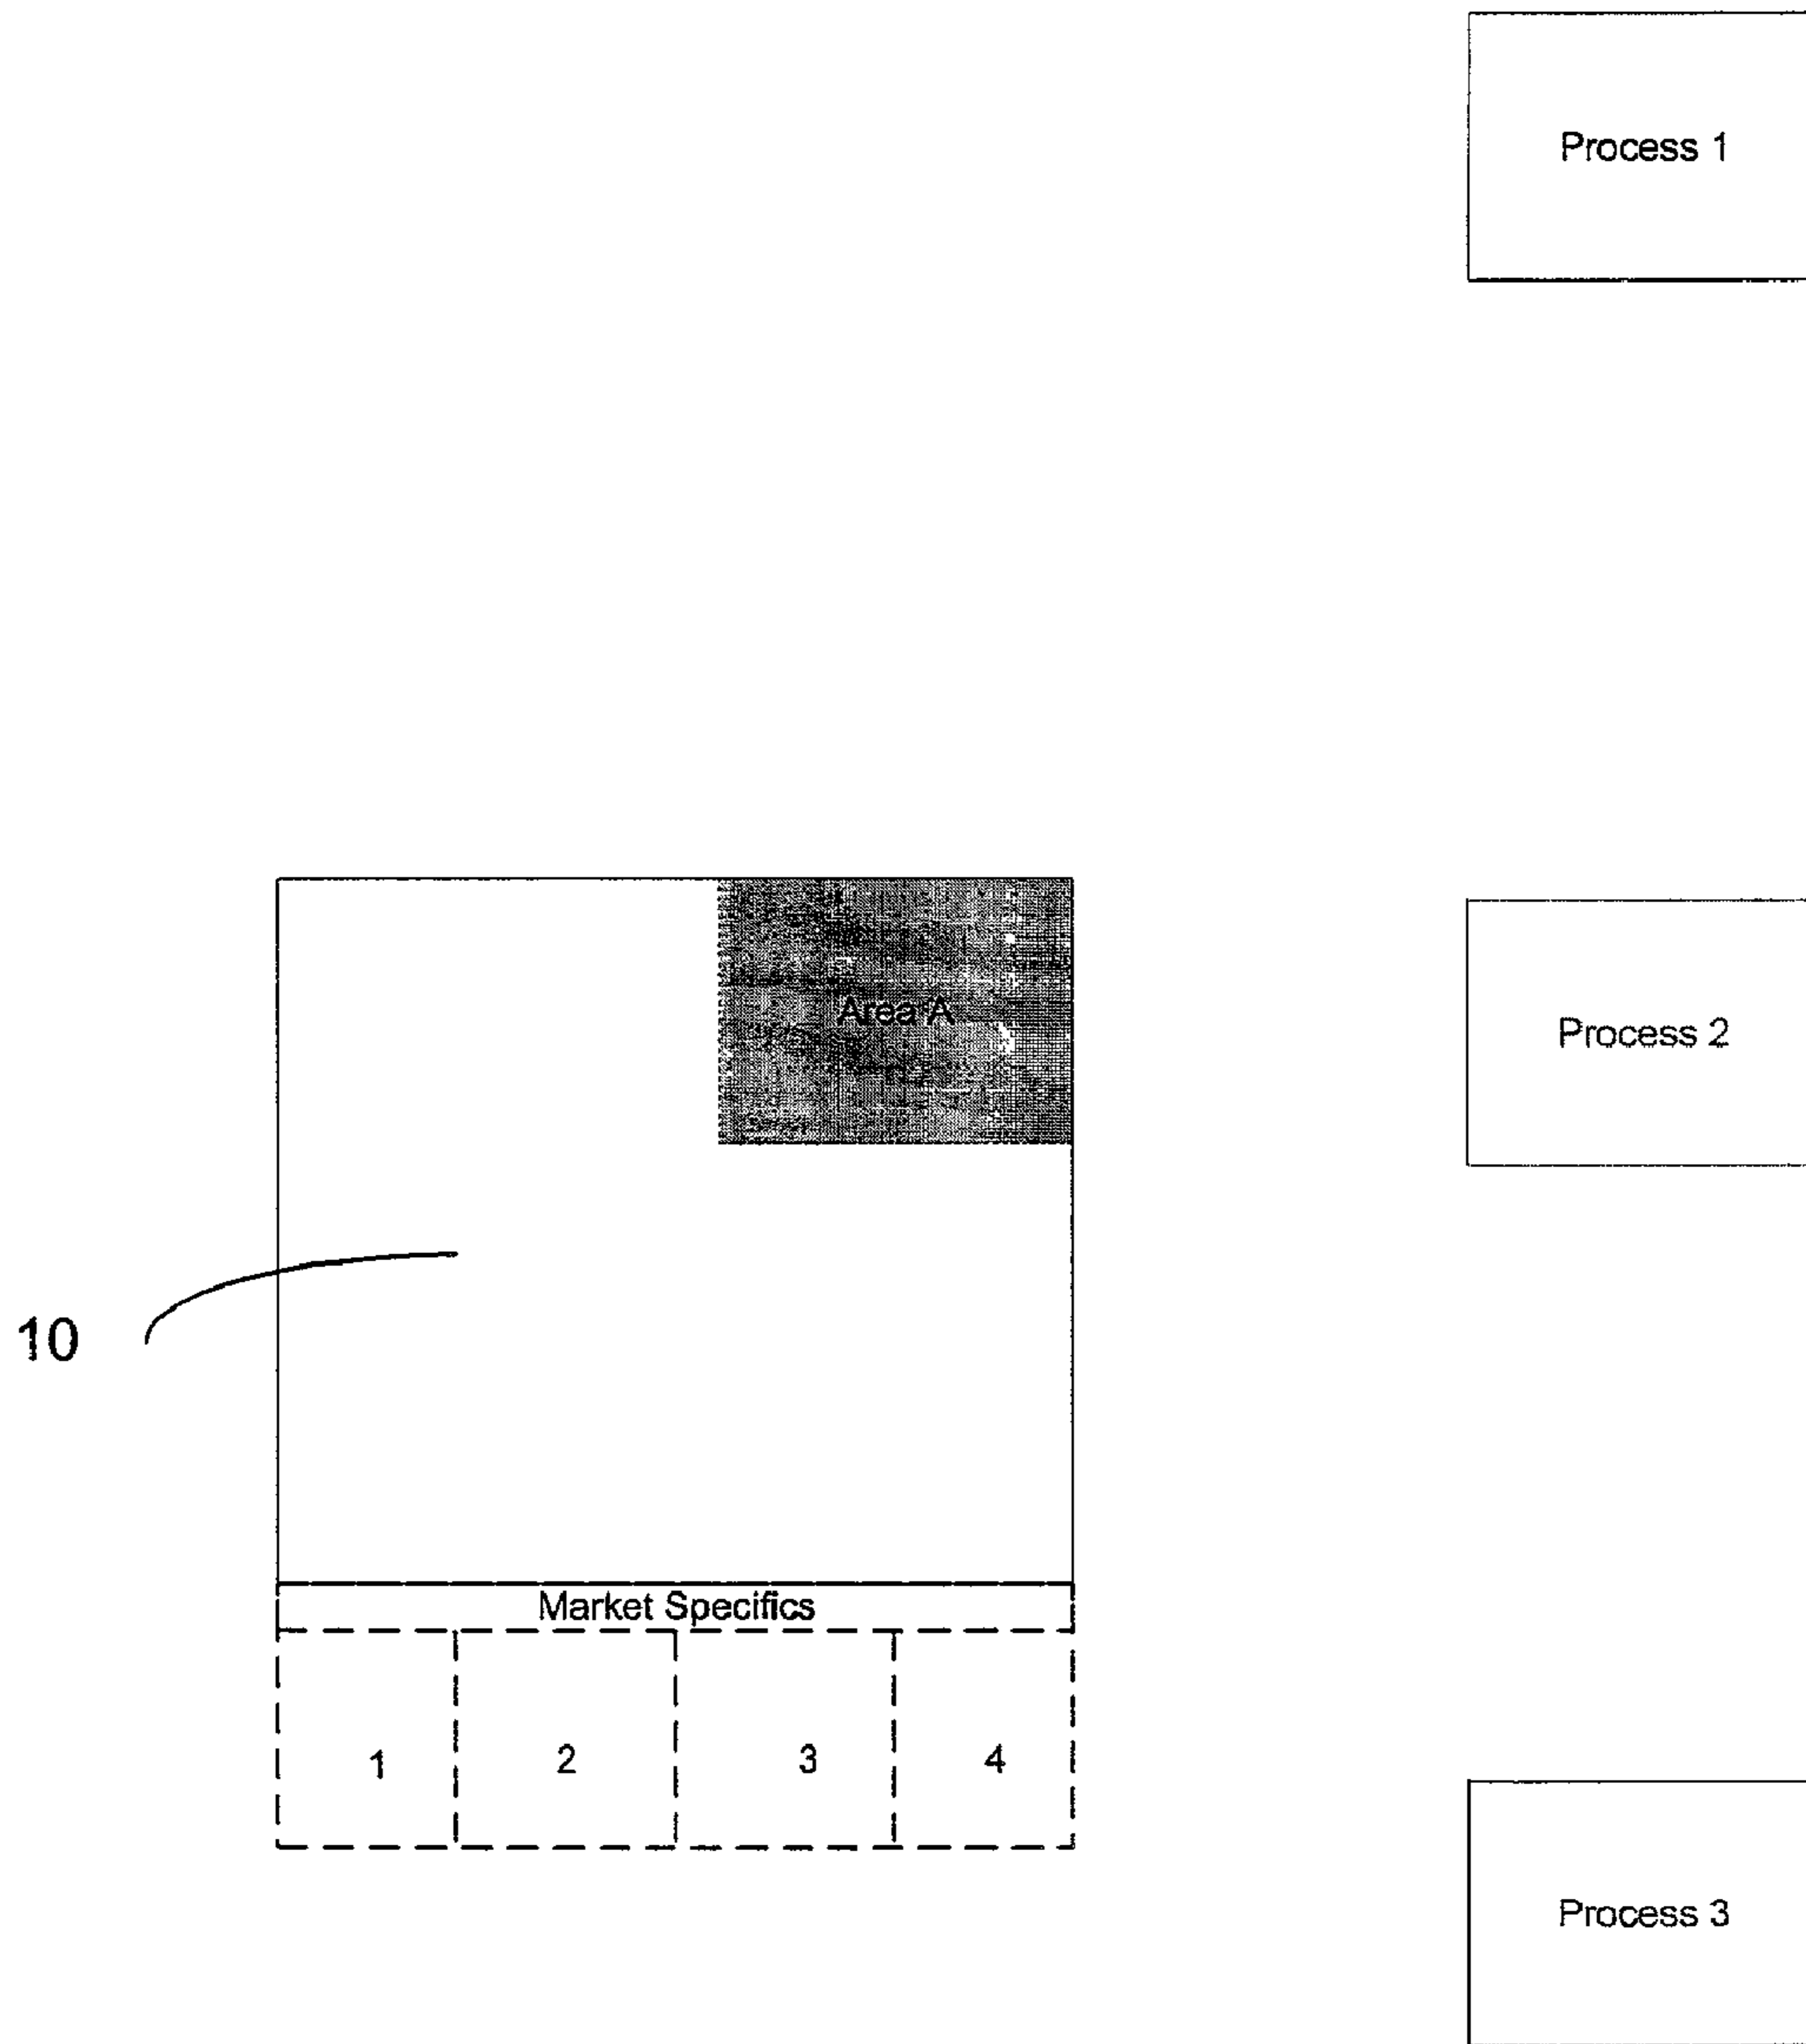 Process 1
Area A
Process 2
10
Market Specifics
1 2 3 4
Process 3